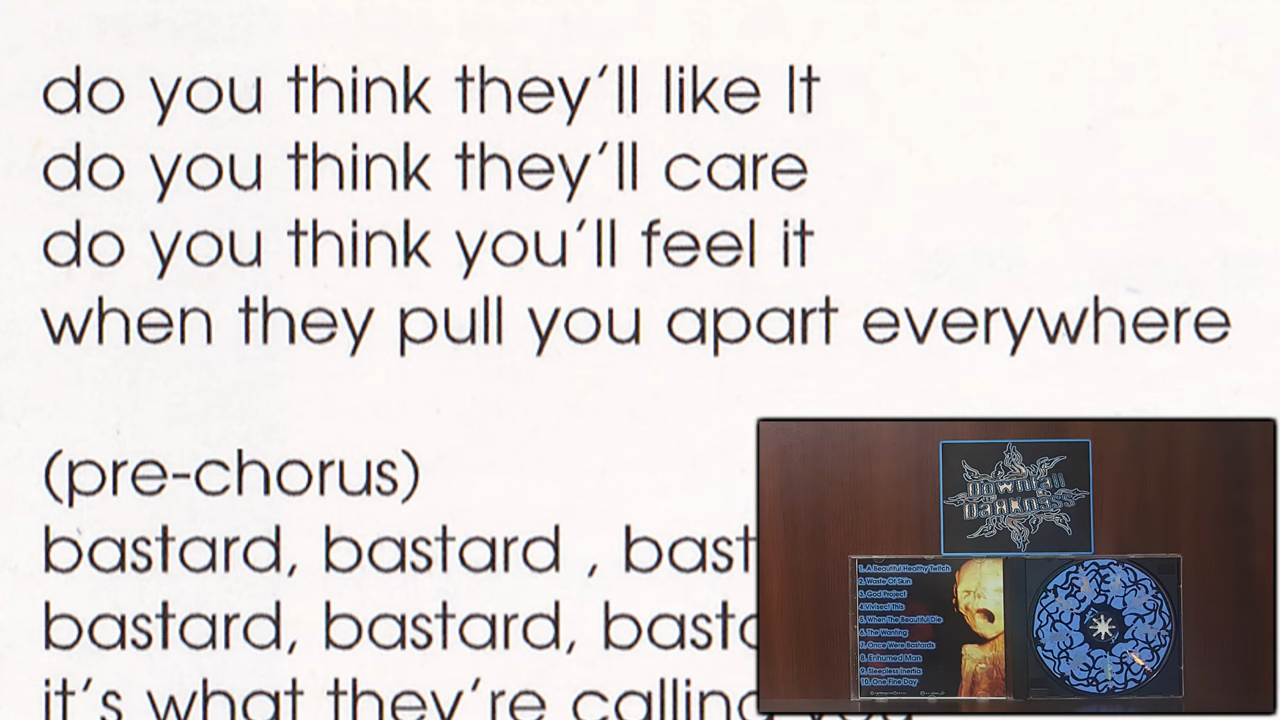 do you think they´ll like It
do you think they´ll care
do you think you´ll feel it
when they pull you apart everywhere
(pre-chorus)
bastard, bastard , bast
bastard, bastard, basta
it´s what they´re calling you
Downfall
Darkness
1. A Beautiful Healthy Twitch
2. Waste Of Skin
3. God Project
4. Vivisect This
5. When The Beautiful Die
6. The Wanting
7. Once Were Bastards
8. Exhumed Man
9. Sleepless Inertia
10. One Fine Day